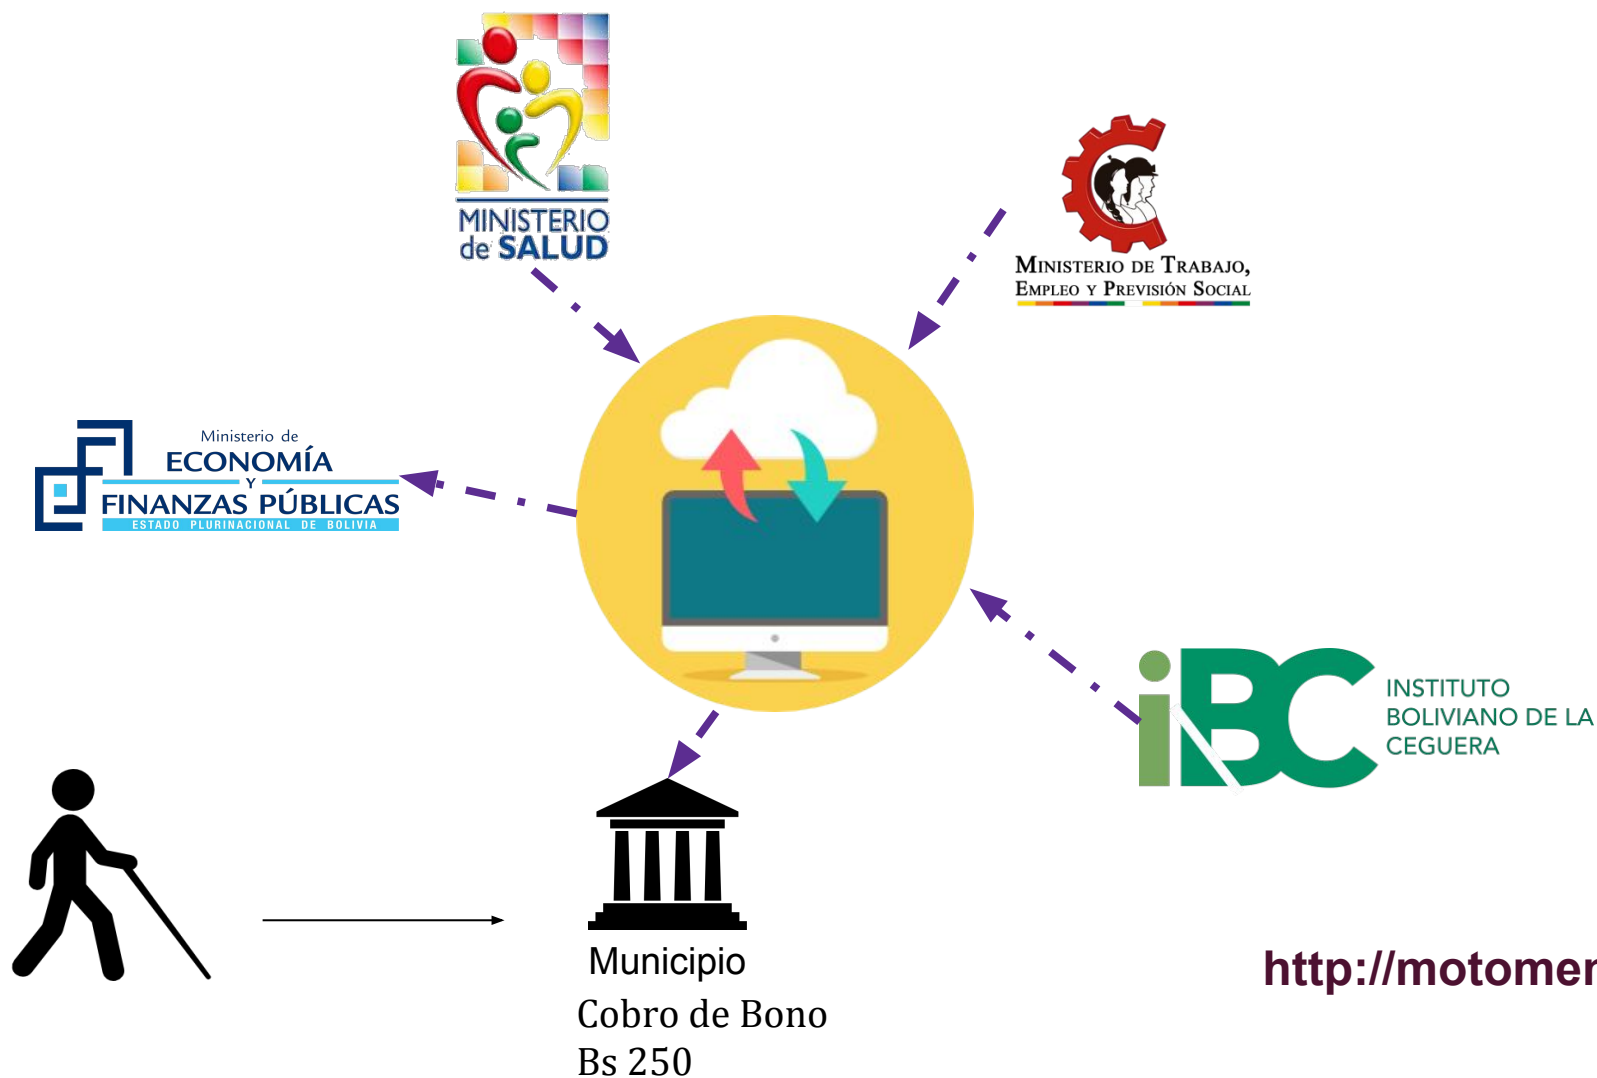 MINISTERIO
de SALUD
MINISTERIO DE TRABAJO,
EMPLEO Y PREVISIÓN SOCIAL
Ministerio de
ECONOMÍA
Y
FINANZAS PÚBLICAS
ESTADO PLURINACIONAL DE BOLIVIA
iBC
INSTITUTO
BOLIVIANO DE LA
CEGUERA
Municipio
Cobro de Bono
Bs 250
http://motomer